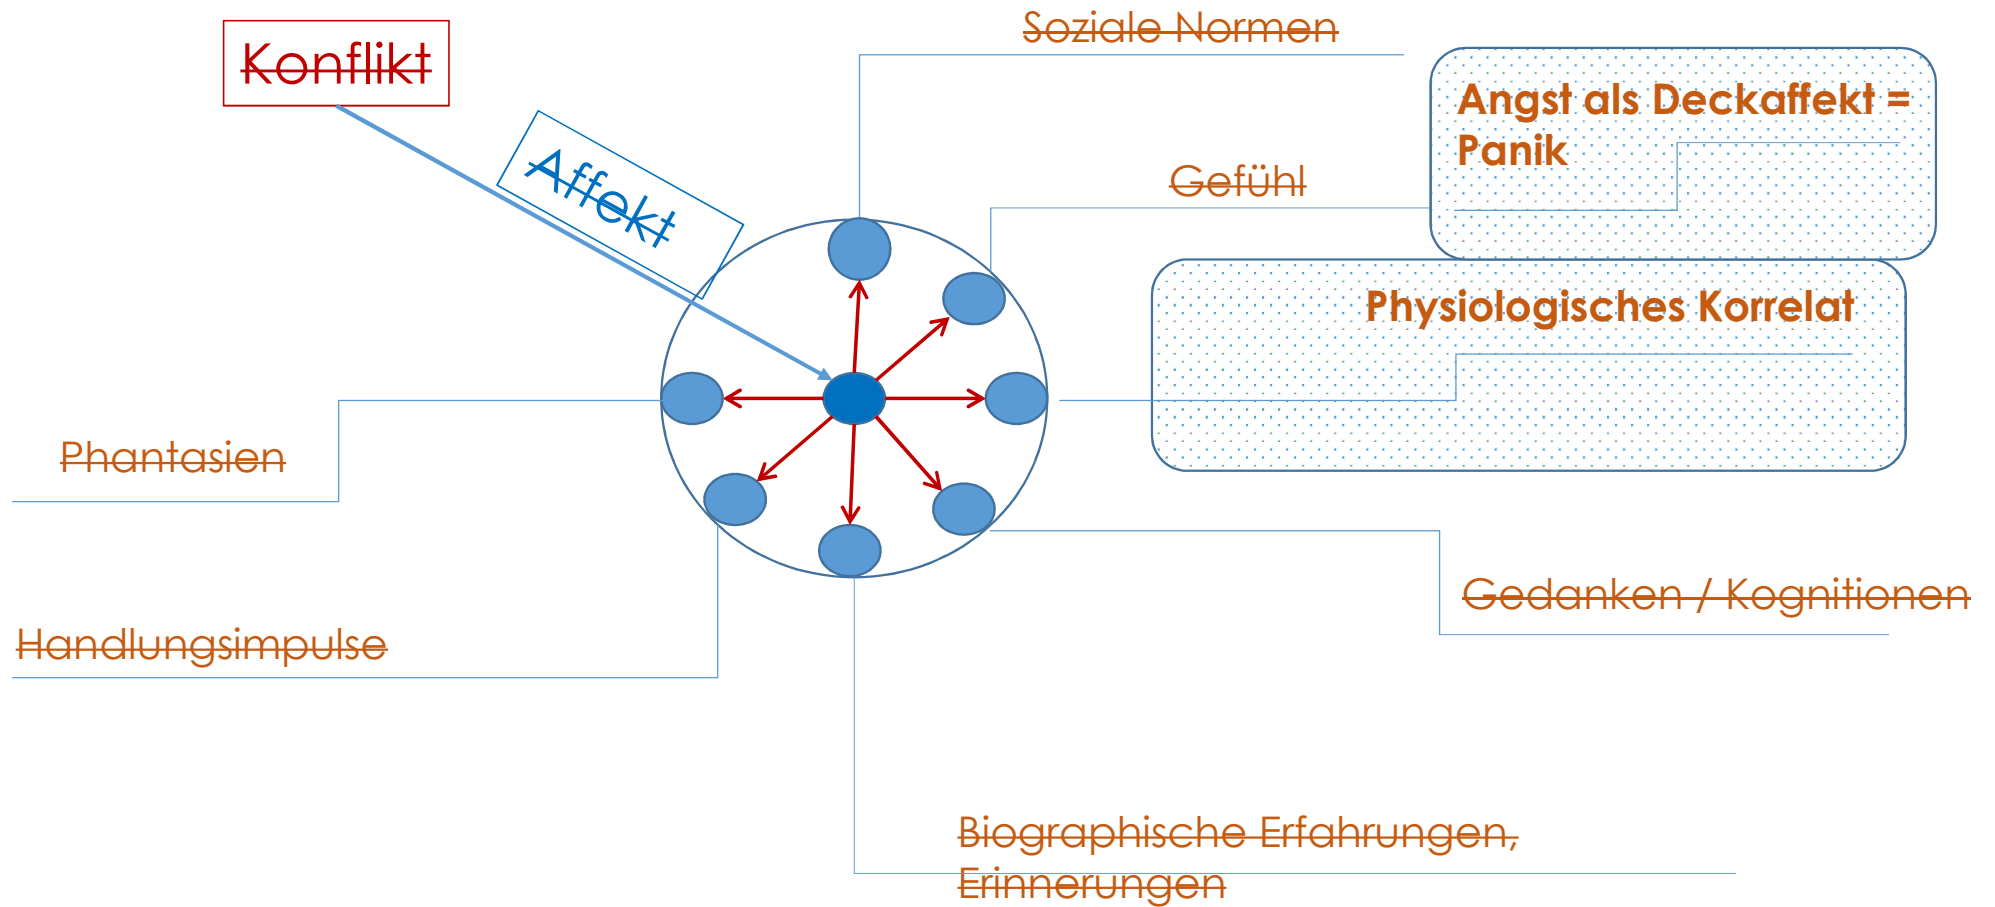 Soziale Normen
Konflikt
Angst als Deckaffekt =
Panik
Affekt
Gefühl
Physiologisches Korrelat
Phantasien
Gedanken / Kognitionen
Handlungsimpulse
Biographische Erfahrungen,
Erinnerungen